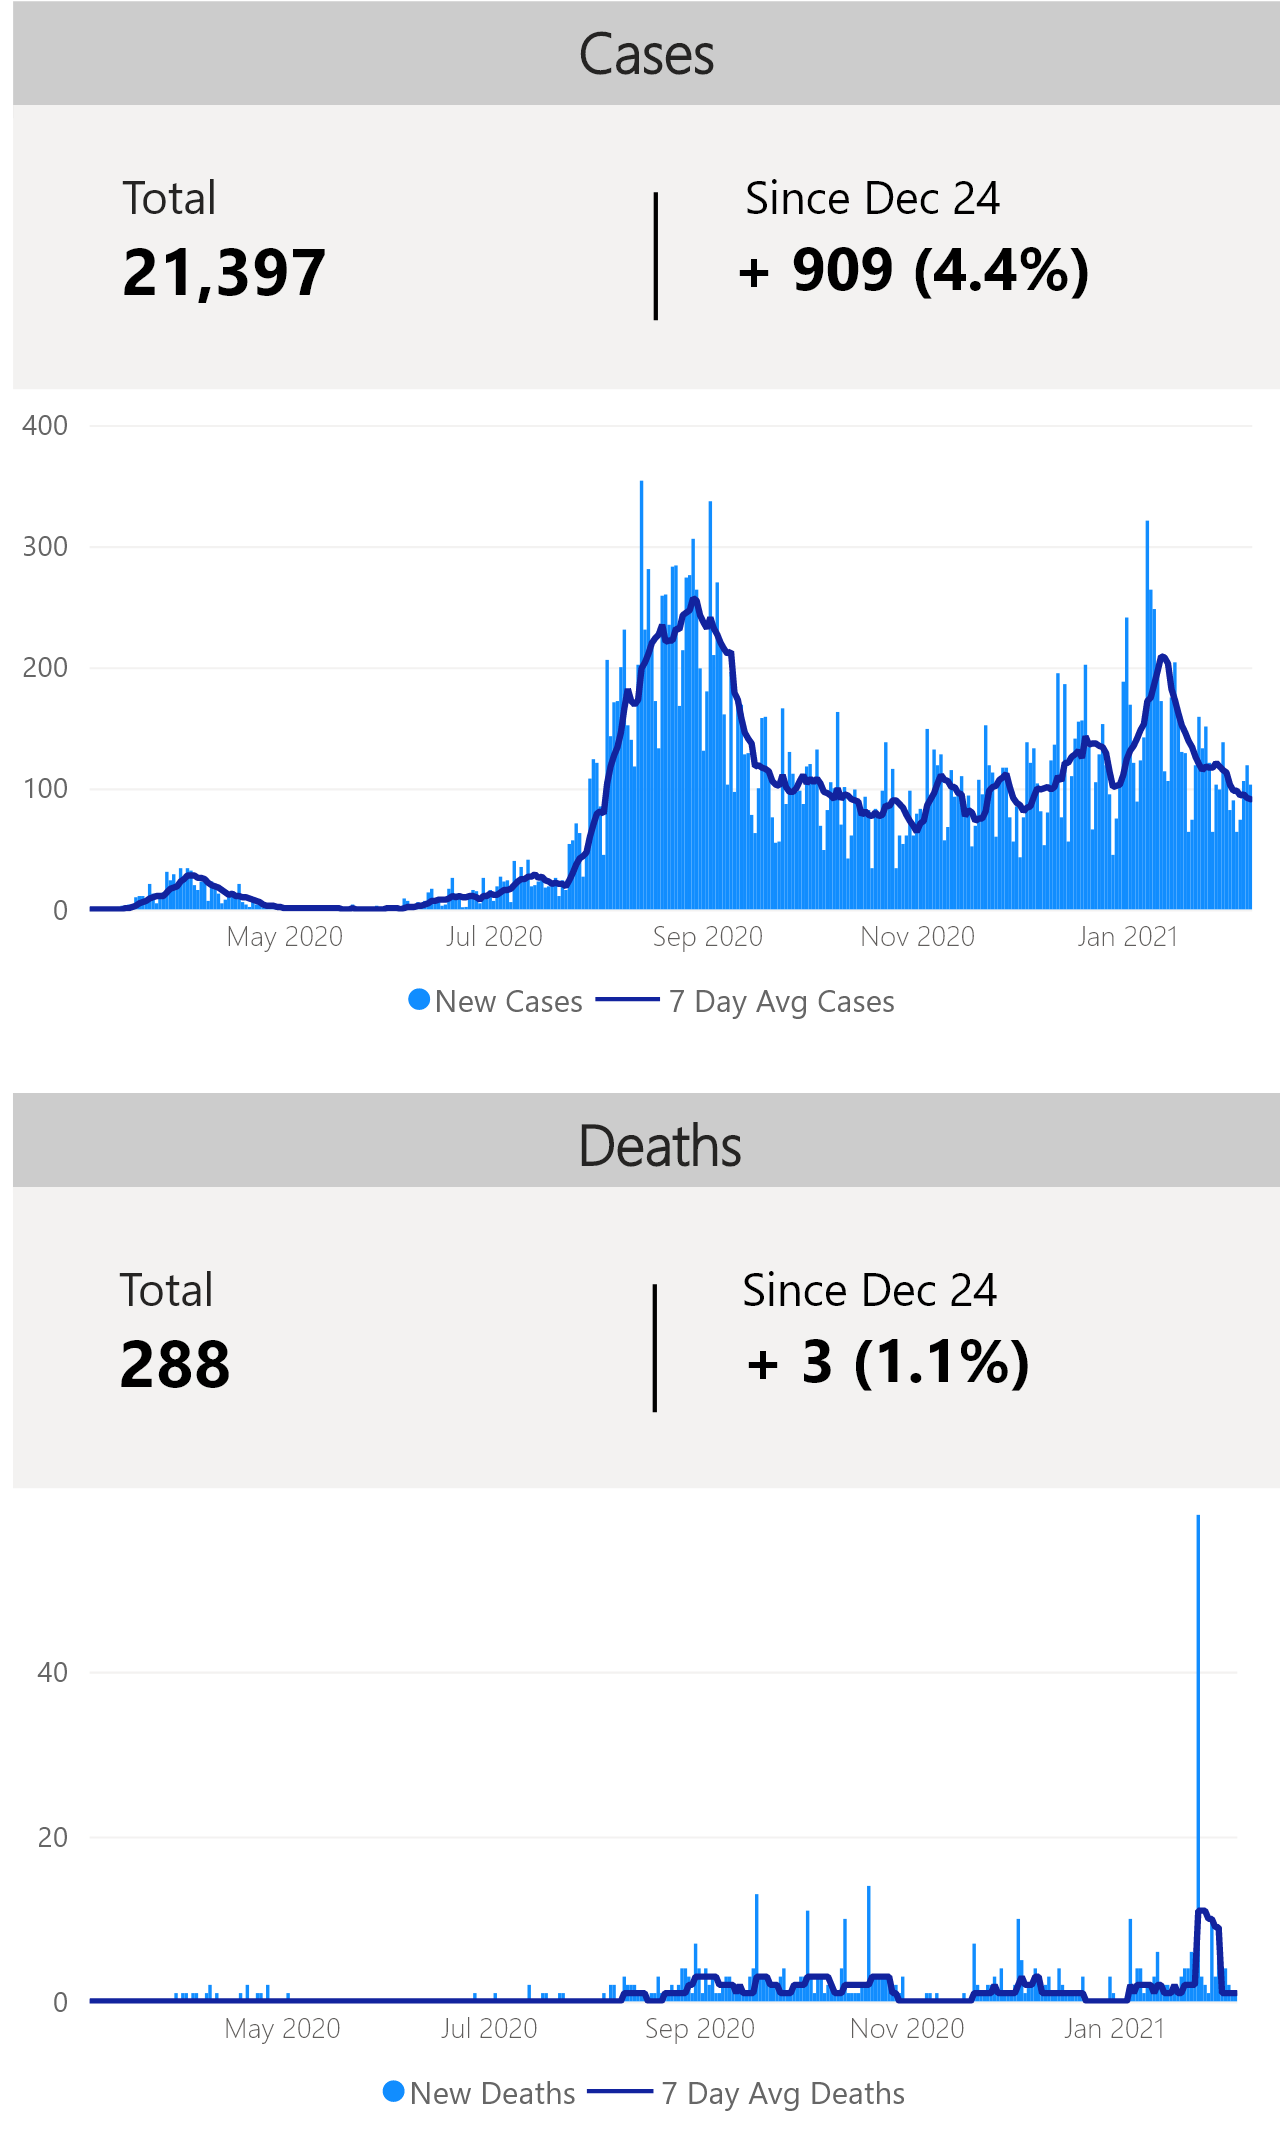 Cases
Total
Since Dec 24
21,397
+ 909 (4.4%)
400
300
200
100
0
May 2020 Jul 2020 Sep 2020 Nov 2020 Jan 2021
New Cases 7 Day Avg Cases
Deaths
Total
Since Dec 24
288
+ 3 (1.1%)
40
20
0
May 2020 Jul 2020 Sep 2020 Nov 2020 Jan 2021
New Deaths 7 Day Avg Deaths